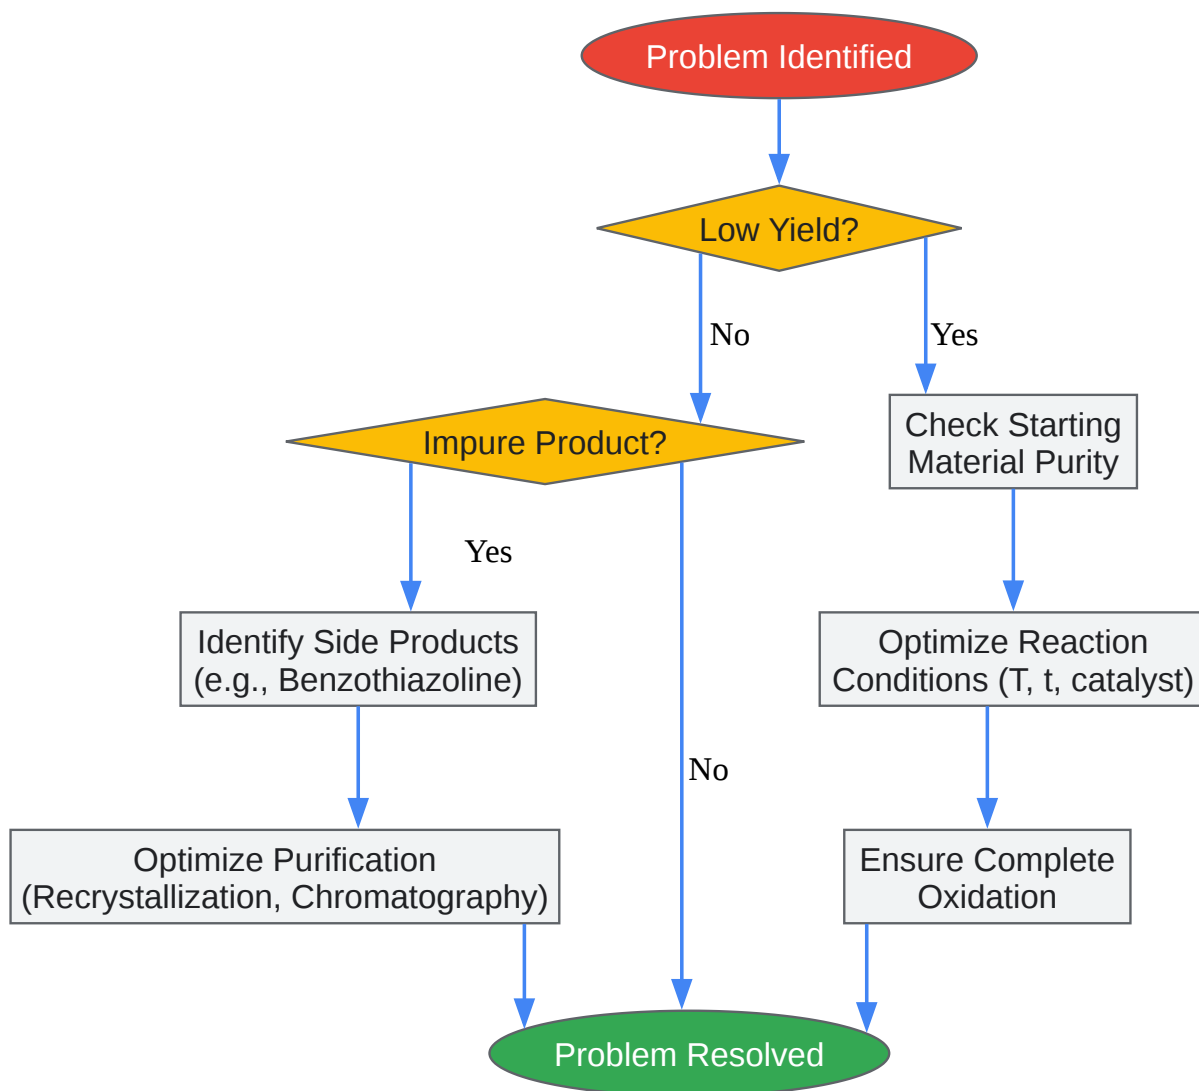 Problem Identified
Low Yield?
No
Yes
Check Starting
Material Purity
Impure Product?
Yes
Identify Side Products
(e.g., Benzothiazoline)
Optimize Reaction
Conditions (T, t, catalyst)
No
Optimize Purification
(Recrystallization, Chromatography)
Ensure Complete
Oxidation
Problem Resolved